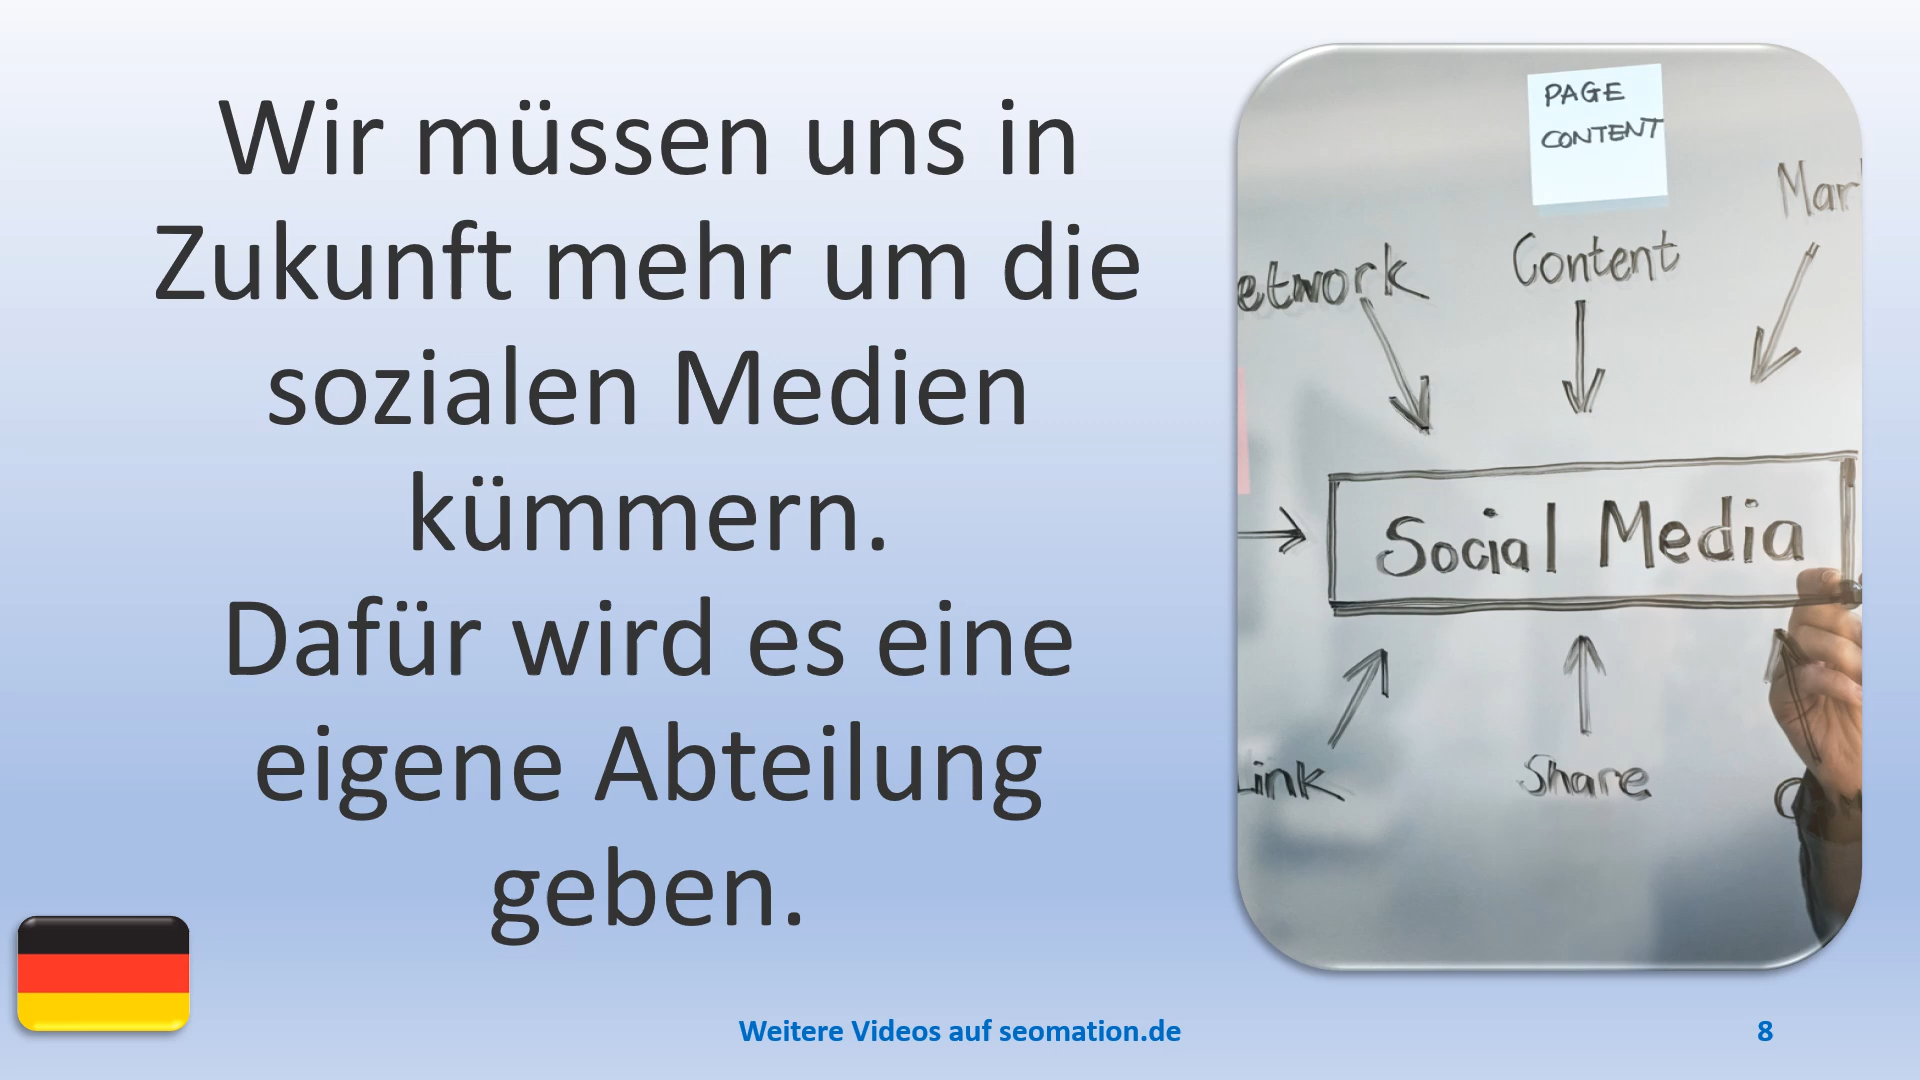 Wir müssen uns in
Zukunft mehr um die
sozialen Medien
kümmern.
Dafür wird es eine
eigene Abteilung
geben.
PAGE
CONTENT
Content
Social Media
Share
Weitere Videos auf seomation.de
8